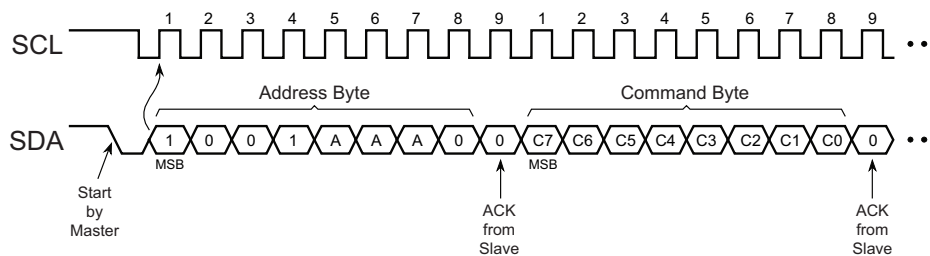 1 2 3 4 5 6 7 8 9 1 2 3 4 5 6 7 8 9
SCL
Address Byte Command Byte
SDA 1 0 0 1 A A A 0 0 C7 C6 C5 C4 C3 C2 C1 C0 0
MSB MSB
Start
by
Master
ACK
from
Slave
ACK
from
Slave